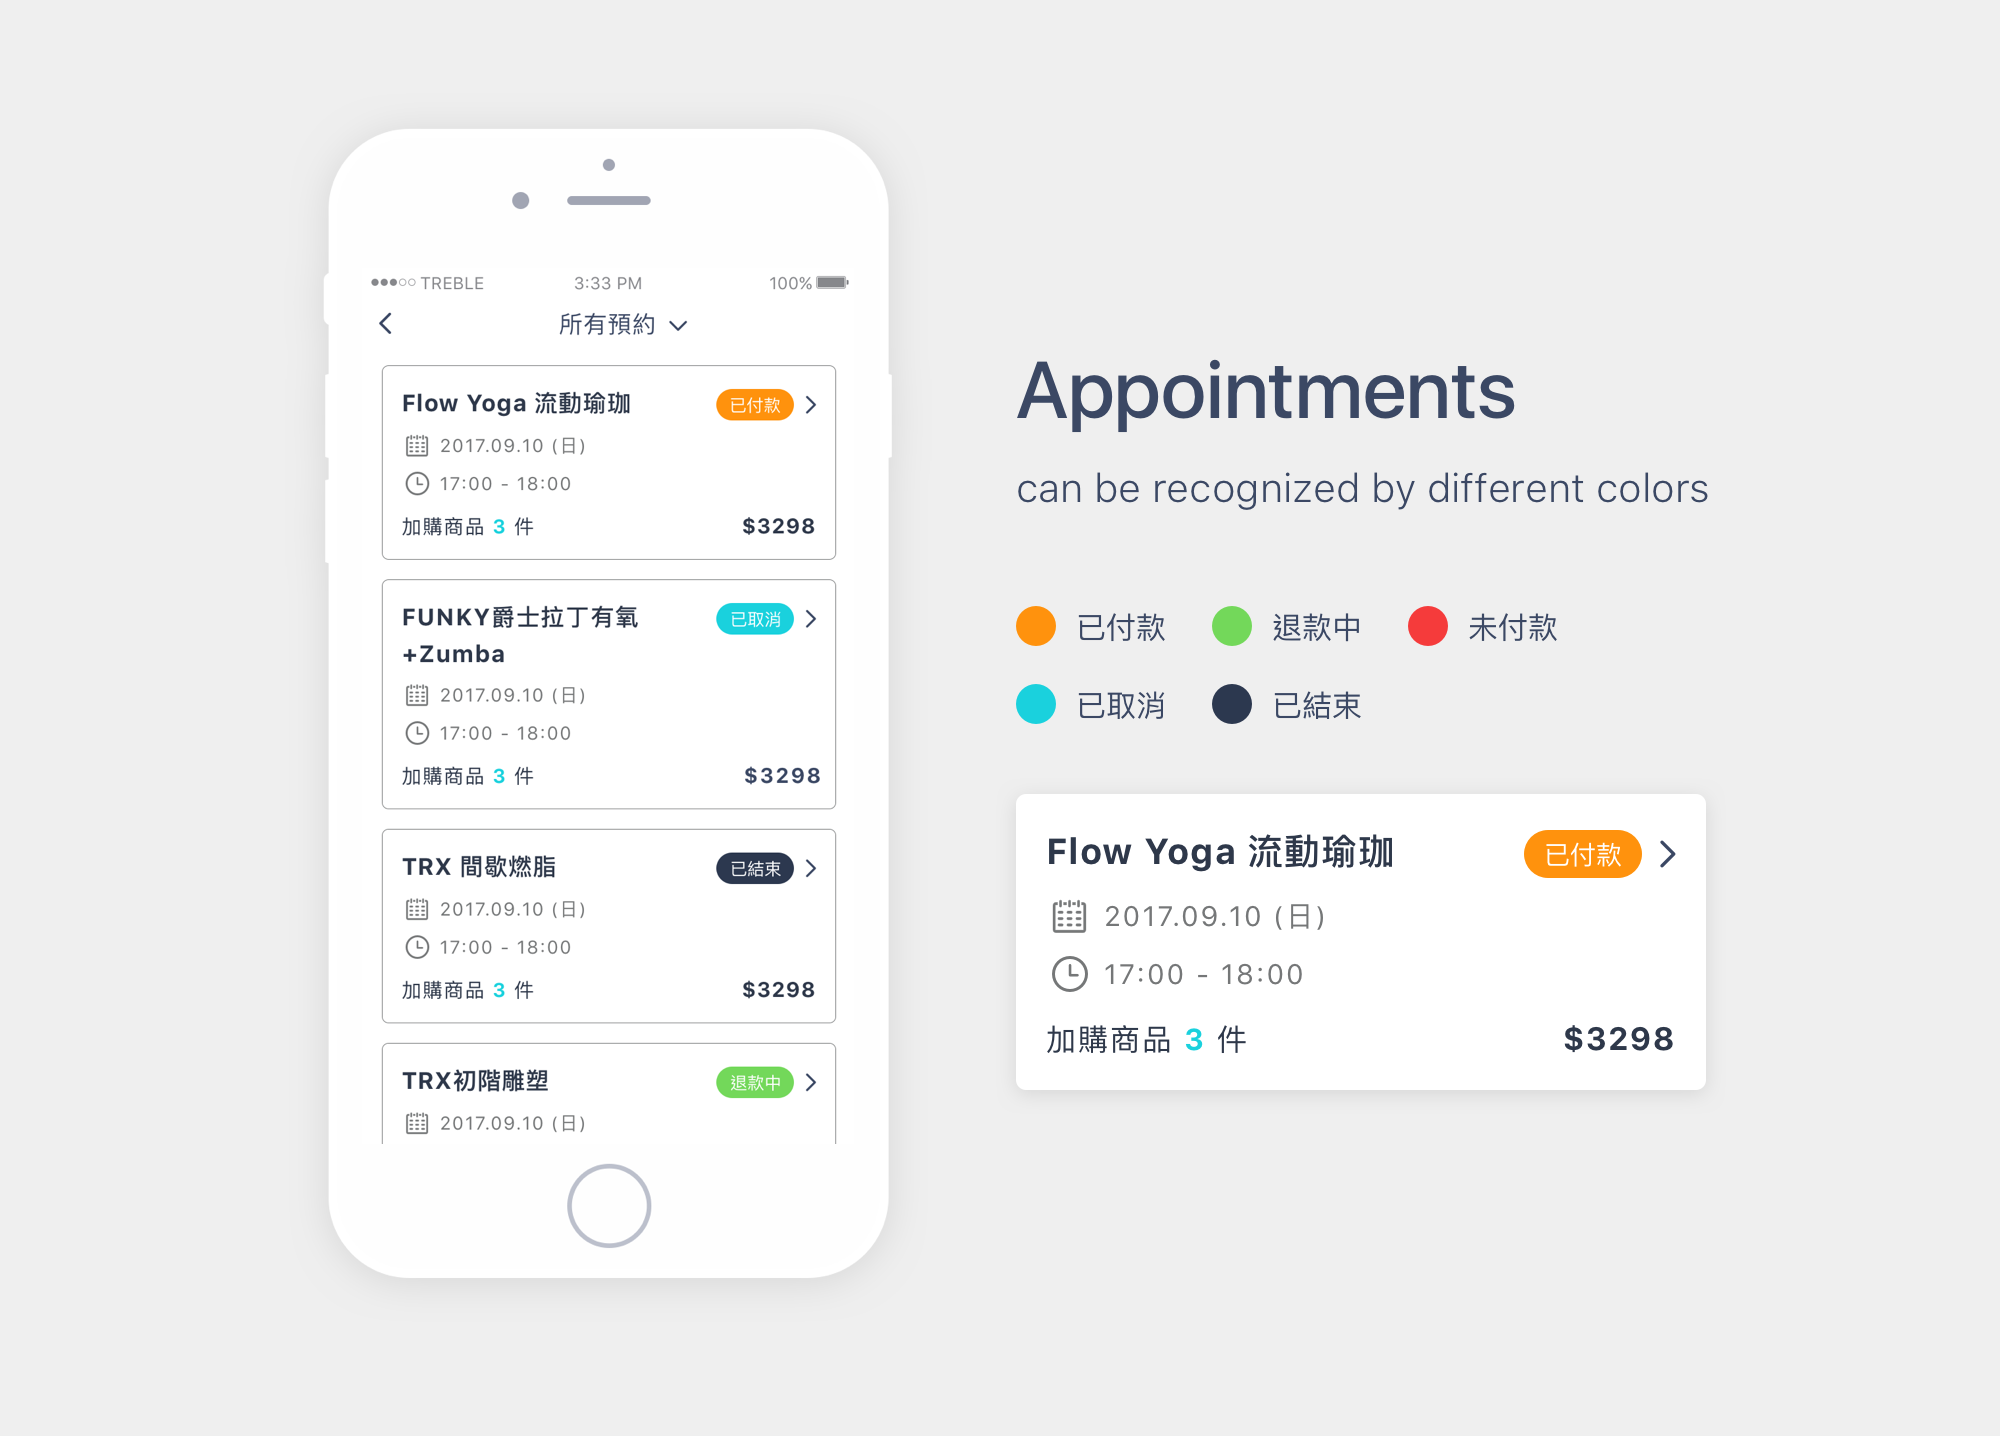 TREBLE 3:33 PM 100%
所有預約
Flow Yoga 流動瑜珈 已付款
2017.09.10 (日)
17:00 - 18:00
加購商品 3 件 $3298
FUNKY爵士拉丁有氧 已取消
+Zumba
2017.09.10 (日)
17:00 - 18:00
加購商品 3 件 $3298
TRX 間歇燃脂 已結束
2017.09.10 (日)
17:00 - 18:00
加購商品 3 件 $3298
TRX初階雕塑 退款中
2017.09.10 (日)
Appointments
can be recognized by different colors
已付款 退款中 未付款
已取消 已結束
Flow Yoga 流動瑜珈 已付款
2017.09.10 (日)
17:00 - 18:00
加購商品 3 件 $3298